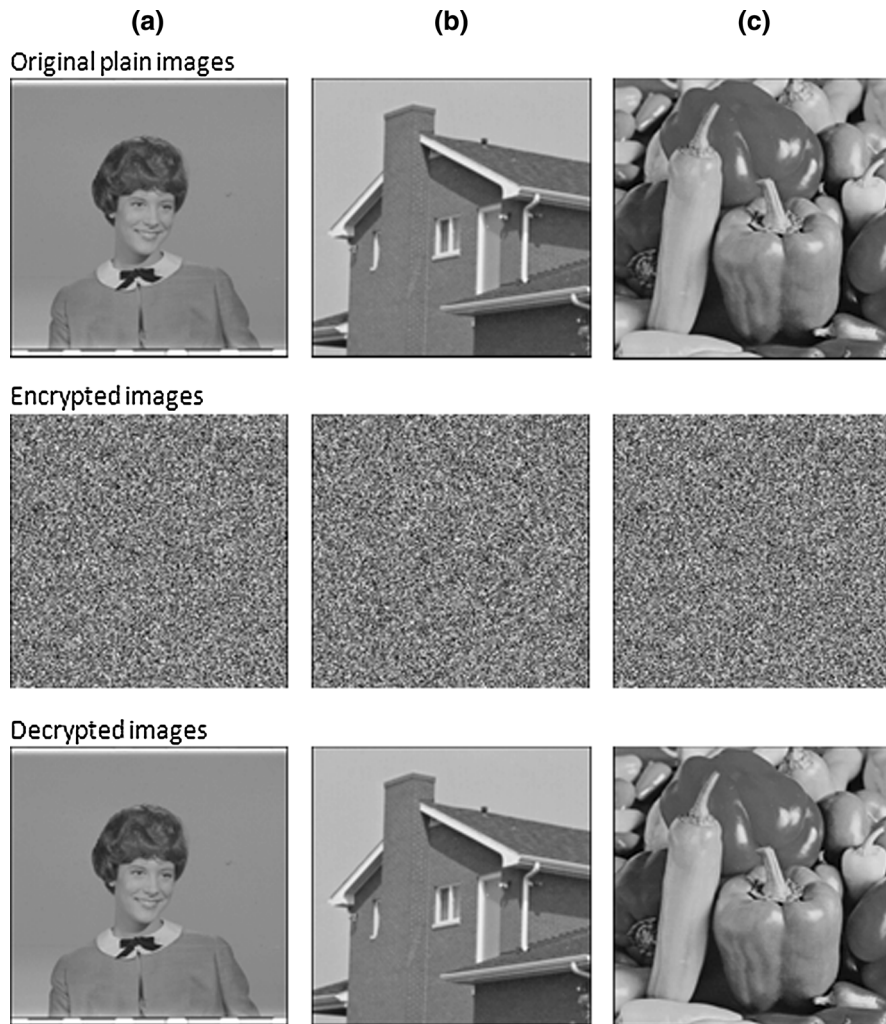 (a) (b) (c)
Original plain images
Encrypted images
Decrypted images